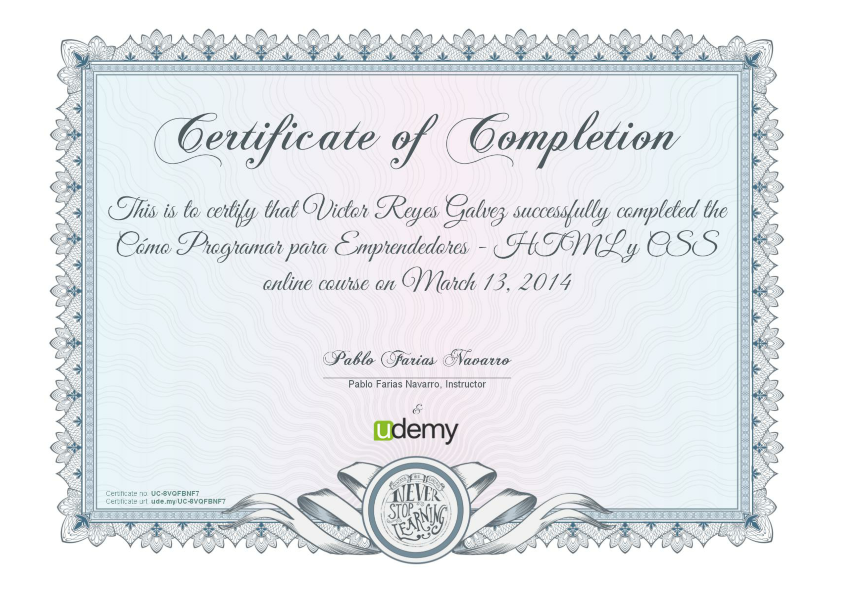 Certificate of Completion
This is to certify that Victor Reyes Galvez successfully completed the
Cómo Programar para Emprendedores - HTML y CSS
online course on March 13, 2014
Pablo Farias Navarro
Pablo Farias Navarro, Instructor
&
udemy
Certificate no: UC-8VQFBNF7
Certificate url: ude.my/UC-8VQFBNF7
NEVER
STOP
LEARNING